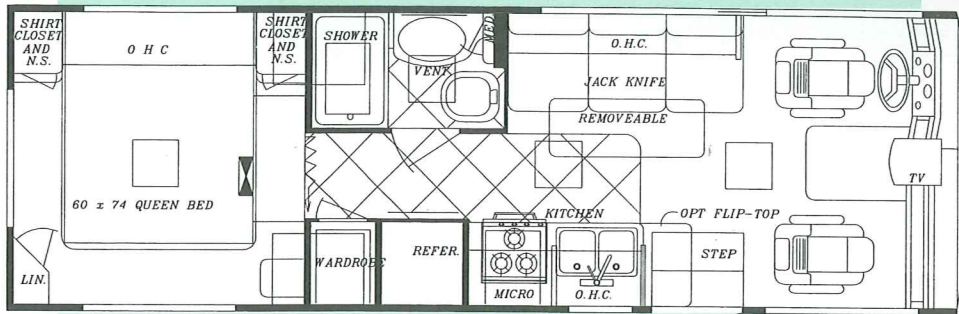 SHIRT
CLOSET
AND
N.S.
O H C
SHIRT
CLOSET
AND
N.S.
SHOWER
VENT
MED
O.H.C.
JACK KNIFE
REMOVEABLE
TV
60 x 74 QUEEN BED
LIN.
WARDROBE
REFER.
KITCHEN
MICRO
O.H.C.
OPT FLIP-TOP
STEP